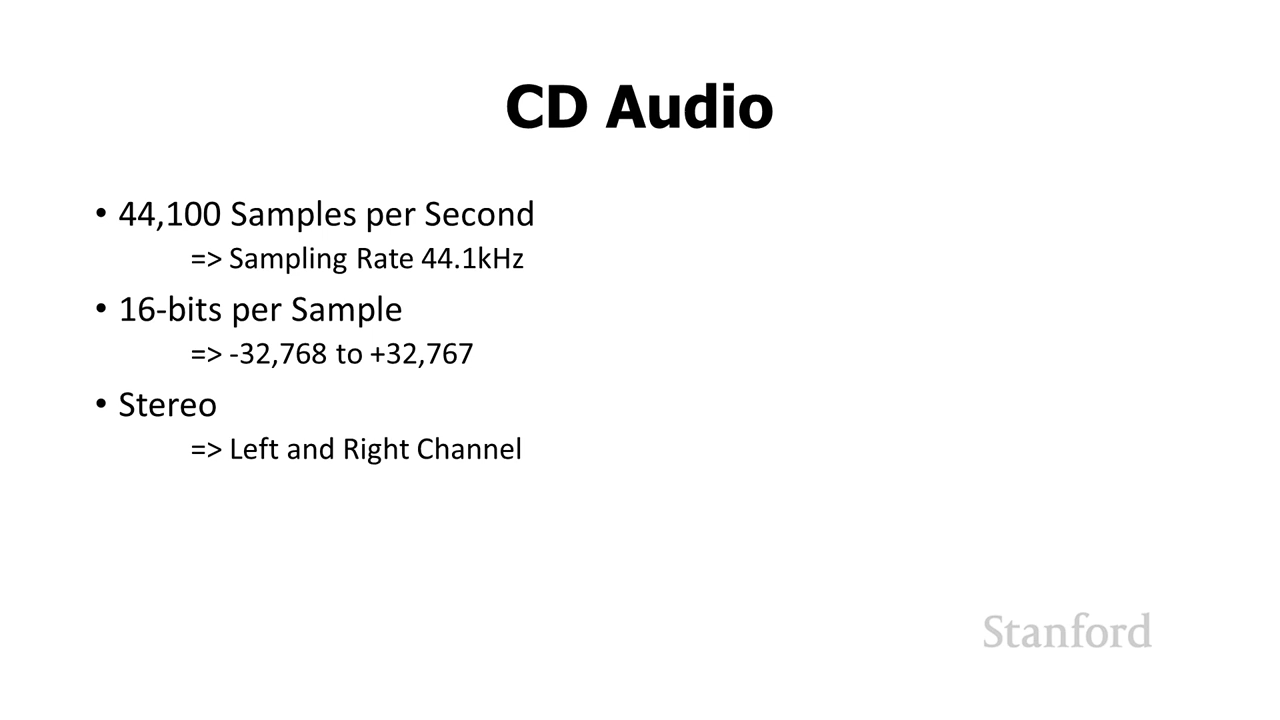 CD Audio
• 44,100 Samples per Second
=> Sampling Rate 44.1kHz
• 16-bits per Sample
=> -32,768 to +32,767
• Stereo
=> Left and Right Channel
Stanford